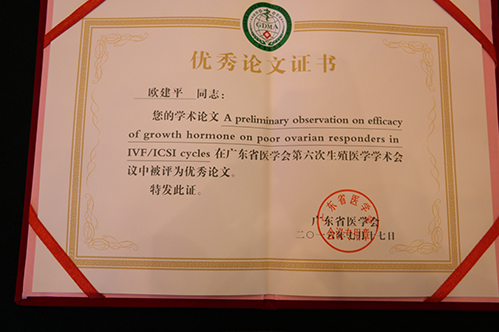 GDMA
优秀论文证书
欧建平 同志:
您的学术论文 A preliminary observation on efficacy
of growth hormone on poor ovarian responders in
IVF/ICSI cycles 在广东省医学会第六次生殖医学学术会
议中被评为优秀论文。
特发此证。
广东省医学会